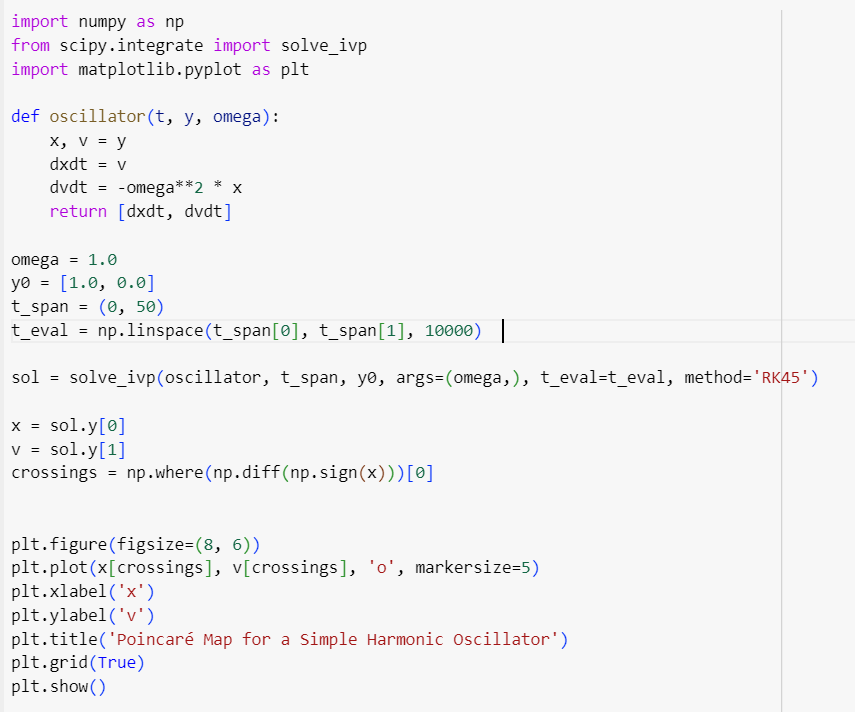 import numpy as np
from scipy.integrate import solve_ivp
import matplotlib.pyplot as plt
def oscillator(t, y, omega):
    x, v = y
    dxdt = v
    dvdt = -omega**2 * x
    return [dxdt, dvdt]
omega = 1.0
y0 = [1.0, 0.0]
t_span = (0, 50)
t_eval = np.linspace(t_span[0], t_span[1], 10000)
sol = solve_ivp(oscillator, t_span, y0, args=(omega,), t_eval=t_eval, method='RK45')
x = sol.y[0]
v = sol.y[1]
crossings = np.where(np.diff(np.sign(x)))[0]
plt.figure(figsize=(8, 6))
plt.plot(x[crossings], v[crossings], 'o', markersize=5)
plt.xlabel('x')
plt.ylabel('v')
plt.title('Poincaré Map for a Simple Harmonic Oscillator')
plt.grid(True)
plt.show()